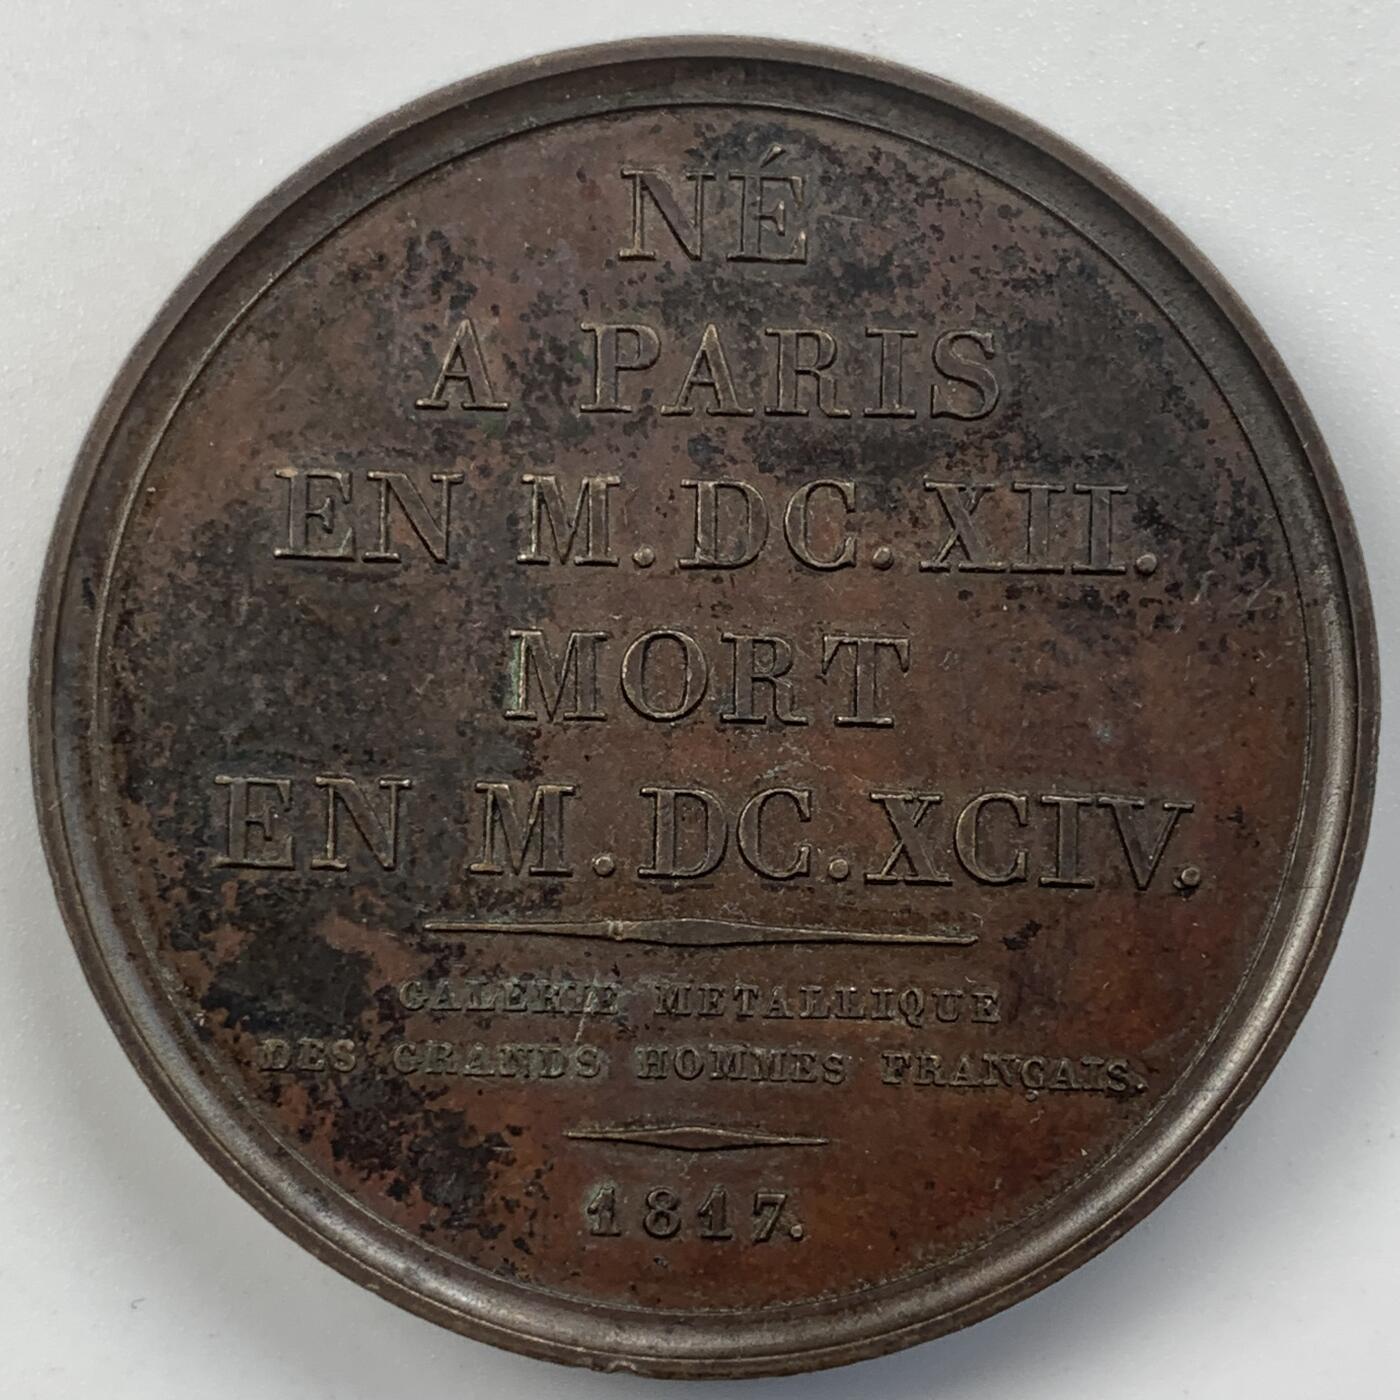 NÉ
A PARIS
EN M.DC.XII.
MORT
EN M.DC.XCIV.
GALERIE METALLIQUE
DES GRANDS HOMMES FRANÇAIS.
1817.